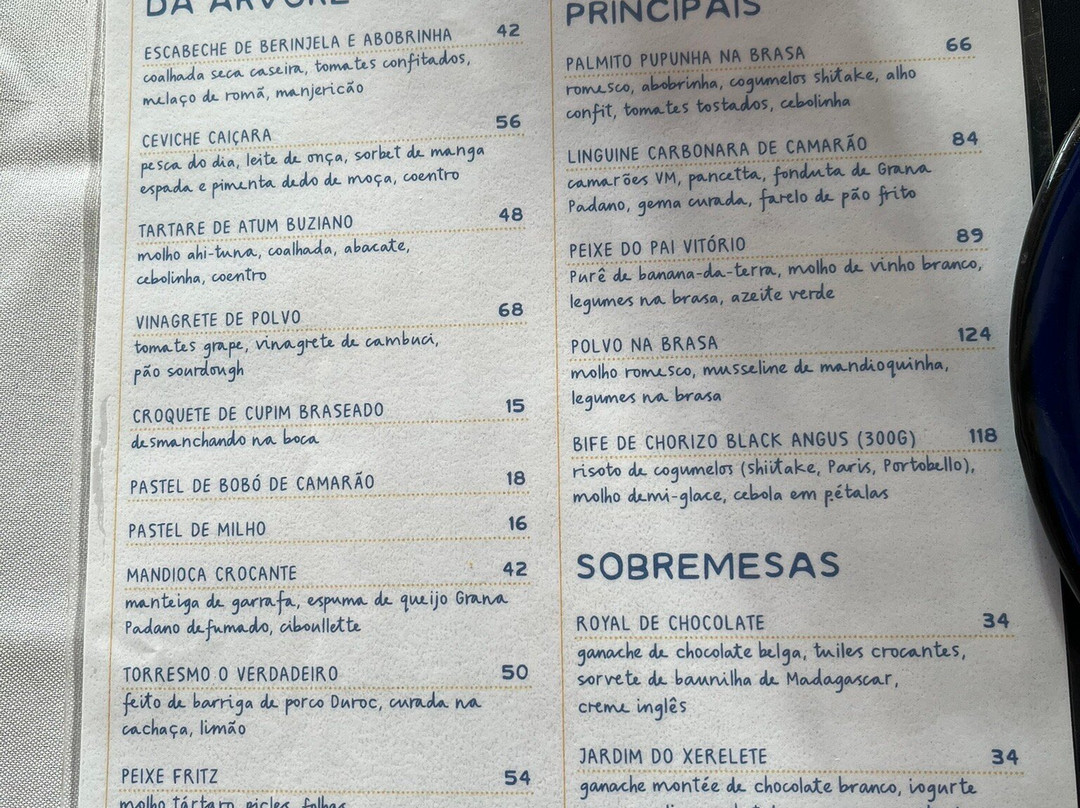 DA ÁRVORE
ESCABECHE DE BERINJELA E ABOBRINHA 42
coalhada seca caseira, tomates confitados,
melaço de romã, manjericão
CEVICHE CAIÇARA 56
pesca do dia, leite de onça, sorbet de manga
espada e pimenta dedo de moça, coentro
TARTARE DE ATUM BUZIANO 48
molho ahi-tuna, coalhada, abacate,
cebolinha, coentro
VINAGRETE DE POLVO 68
tomates grape, vinagrete de cambuci,
pão sourdough
CROQUETE DE CUPIM BRASEADO 15
desmanchando na boca
PASTEL DE BOBÓ DE CAMARÃO 18
PASTEL DE MILHO 16
MANDIOCA CROCANTE 42
manteiga de garrafa, espuma de queijo Grana
Padano defumado, ciboullette
TORRESMO O VERDADEIRO 50
feito de barriga de porco Duroc, curada na
cachaça, limão
PEIXE FRITZ 54
molho tártaro, picles, folhas
PRINCIPAIS
PALMITO PUPUNHA NA BRASA 66
romesco, abobrinha, cogumelos shitake, alho
confit, tomates tostados, cebolinha
LINGUINE CARBONARA DE CAMARÃO 84
camarões VM, pancetta, fonduta de Grana
Padano, gema curada, farelo de pão frito
PEIXE DO PAI VITÓRIO 89
Purê de banana-da-terra, molho de vinho branco,
legumes na brasa, azeite verde
POLVO NA BRASA 124
molho romesco, musseline de mandioquinha,
legumes na brasa
BIFE DE CHORIZO BLACK ANGUS (300G) 118
risoto de cogumelos (shiitake, Paris, Portobello),
molho demi-glace, cebola em pétalas
SOBREMESAS
ROYAL DE CHOCOLATE 34
ganache de chocolate belga, tuiles crocantes,
sorvete de baunilha de Madagascar,
creme inglês
JARDIM DO XERELETE 34
ganache montée de chocolate branco, iogurte